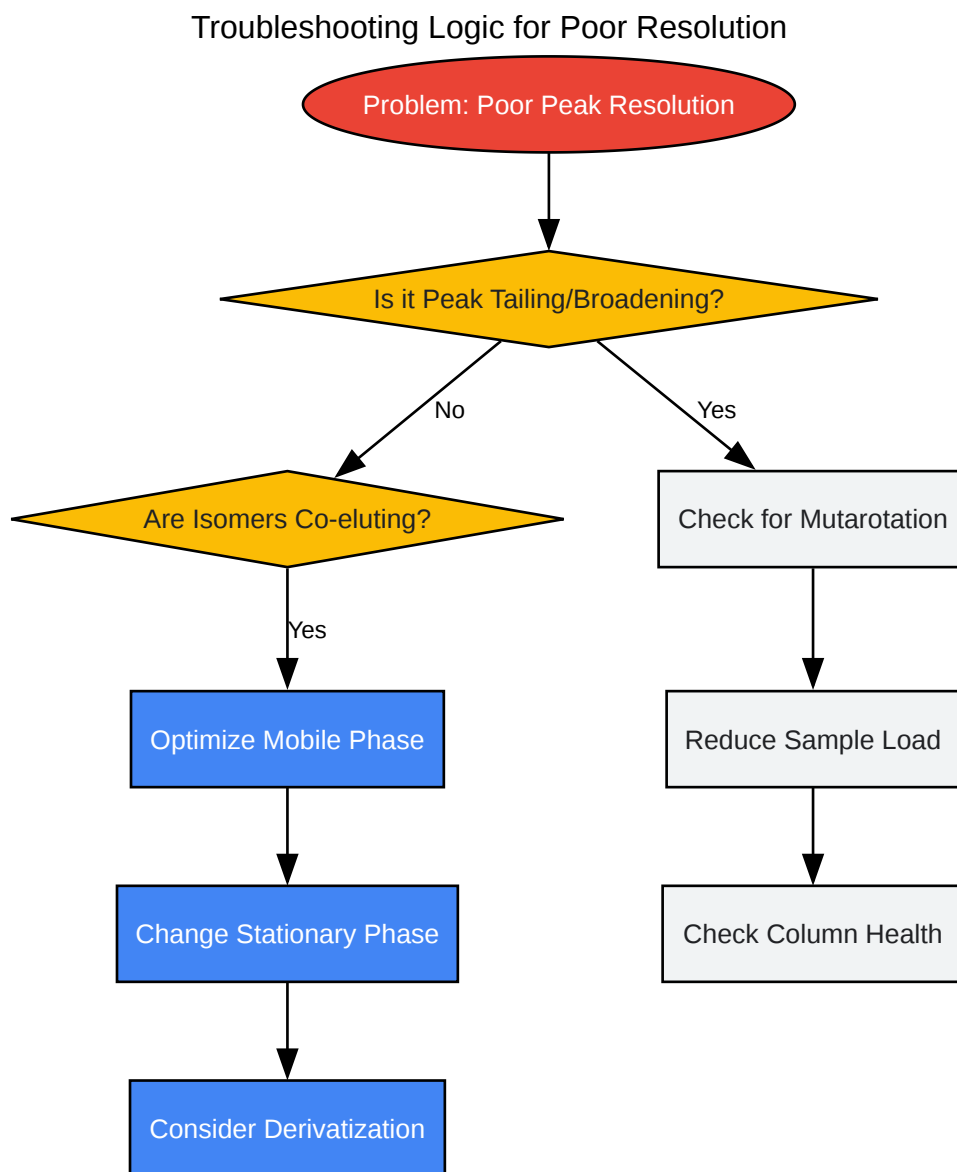 Troubleshooting Logic for Poor Resolution
Problem: Poor Peak Resolution
Is it Peak Tailing/Broadening?
No
Yes
Are Isomers Co-eluting?
Check for Mutarotation
Yes
Optimize Mobile Phase
Reduce Sample Load
Change Stationary Phase
Check Column Health
Consider Derivatization